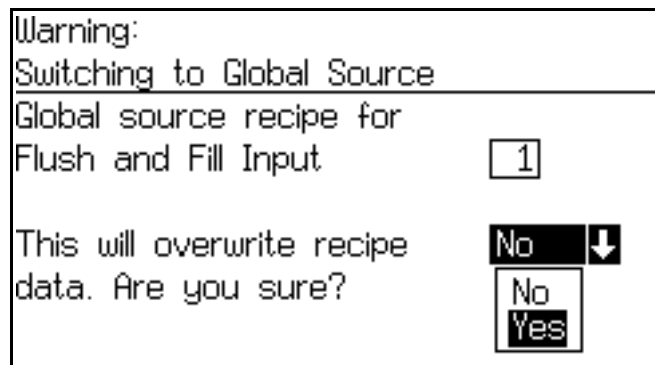 Warning:
Switching to Global Source
Global source recipe for
Flush and Fill Input 1
This will overwrite recipe No
data. Are you sure? No
Yes